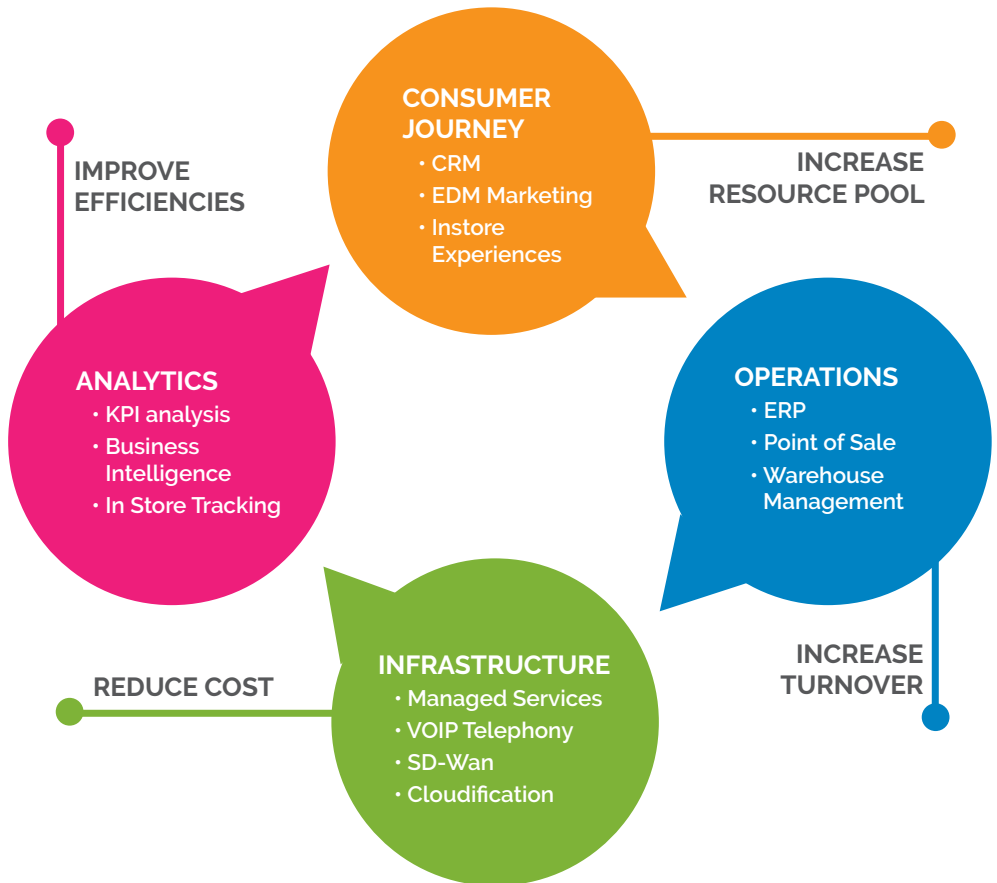 CONSUMER
JOURNEY
• CRM
• EDM Marketing
• Instore
Experiences
INCREASE
RESOURCE POOL
IMPROVE
EFFICIENCIES
ANALYTICS
• KPI analysis
• Business
Intelligence
• In Store Tracking
OPERATIONS
• ERP
• Point of Sale
• Warehouse
Management
INCREASE
TURNOVER
INFRASTRUCTURE
• Managed Services
• VOIP Telephony
• SD-Wan
• Cloudification
REDUCE COST